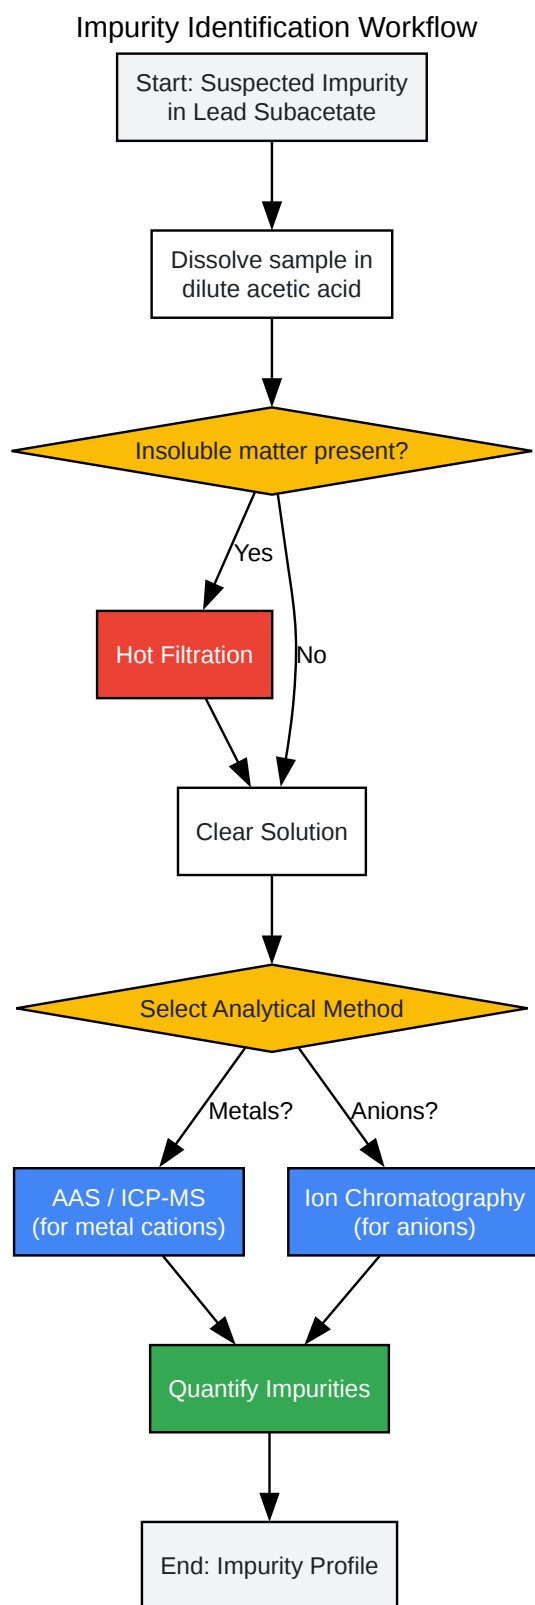 Impurity Identification Workflow
Start: Suspected Impurity
in Lead Subacetate
Dissolve sample in
dilute acetic acid
Insoluble matter present?
Yes
Hot Filtration
No
Clear Solution
Select Analytical Method
Metals?
Anions?
AAS / ICP-MS
(for metal cations)
Ion Chromatography
(for anions)
Quantify Impurities
End: Impurity Profile